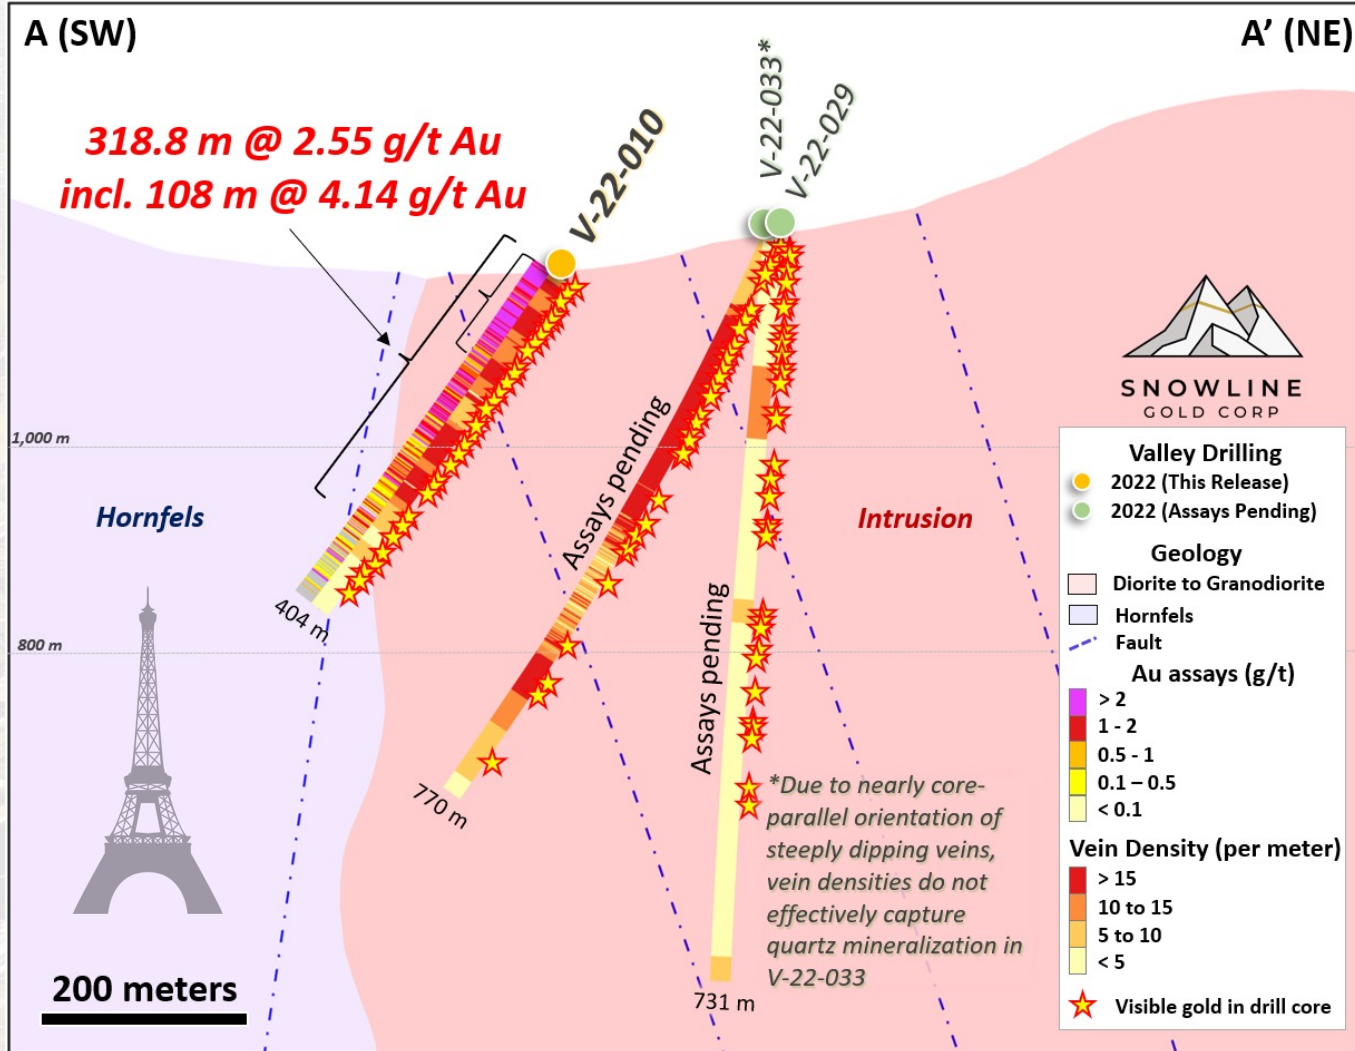 A (SW)
A’ (NE)
318.8 m @ 2.55 g/t Au
incl. 108 m @ 4.14 g/t Au
V-22-010
V-22-033*
V-22-029
SNOWLINE
GOLD CORP
1,000 m
800 m
Hornfels
Intrusion
Assays pending
Assays pending
404 m
770 m
731 m
*Due to nearly core-
parallel orientation of
steeply dipping veins,
vein densities do not
effectively capture
quartz mineralization in
V-22-033
200 meters
Valley Drilling
2022 (This Release)
2022 (Assays Pending)
Geology
Diorite to Granodiorite
Hornfels
Fault
Au assays (g/t)
> 2
1 - 2
0.5 - 1
0.1 – 0.5
< 0.1
Vein Density (per meter)
> 15
10 to 15
5 to 10
< 5
Visible gold in drill core